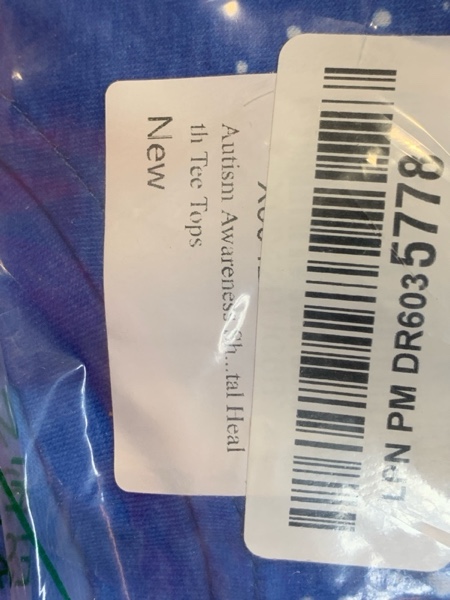 Autism Awareness Sh...tal Heal
th Tee Tops
New
LPN PM DR6035778